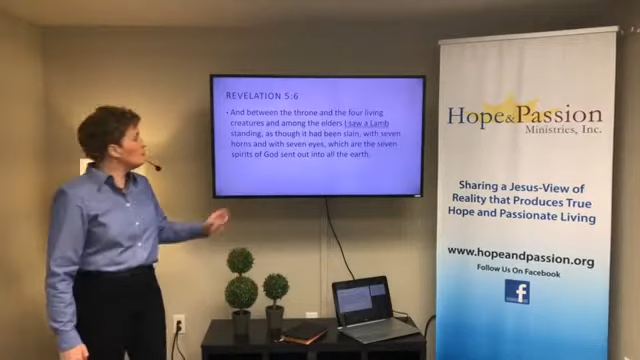 REVELATION 5:6
• And between the throne and the four living
creatures and among the elders I saw a Lamb
standing, as though it had been slain, with seven
horns and with seven eyes, which are the seven
spirits of God sent out into all the earth.
Hope&Passion
Ministries, Inc.
Sharing a Jesus-View of
Reality that Produces True
Hope and Passionate Living
www.hopeandpassion.org
Follow Us On Facebook
f